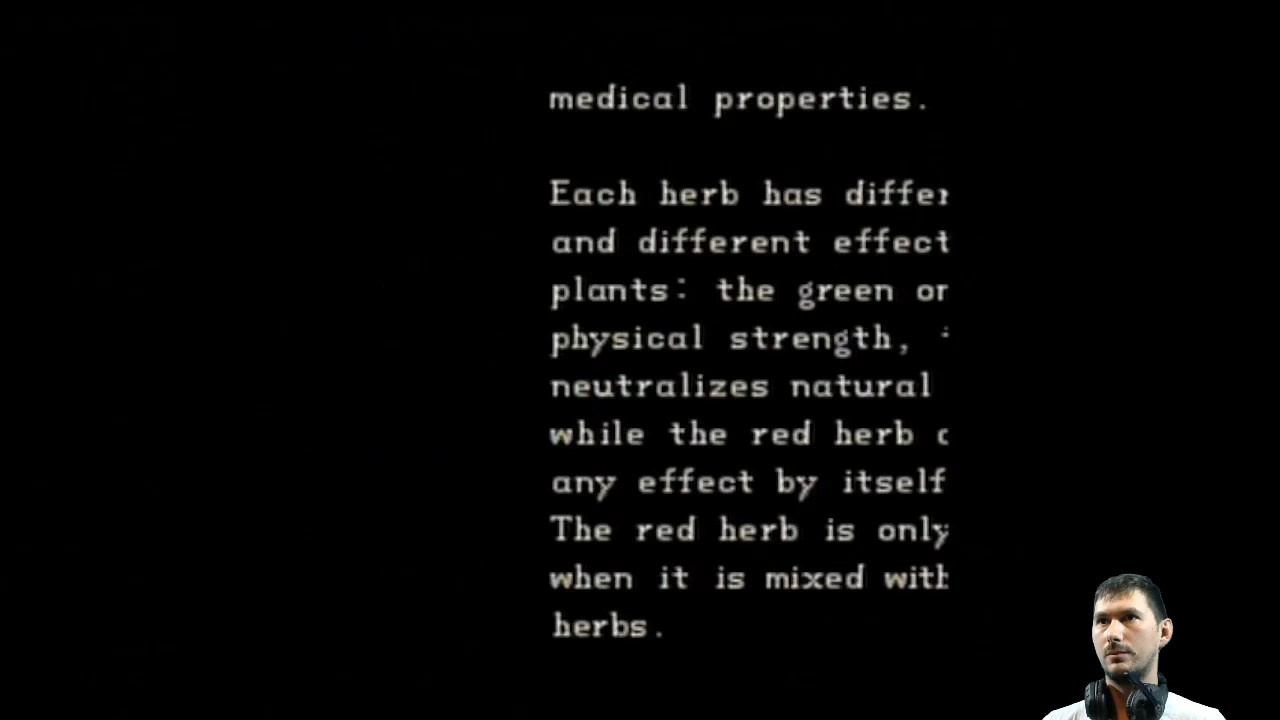 medical properties.
Each herb has differ
and different effect
plants: the green or
physical strength,
neutralizes natural
while the red herb
any effect by itself
The red herb is only
when it is mixed with
herbs.